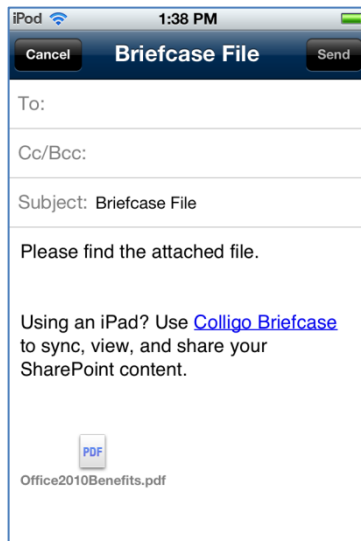 iPod 1:38 PM
Cancel Briefcase File Send
To:
Cc/Bcc:
Subject: Briefcase File
Please find the attached file.
Using an iPad? Use Colligo Briefcase
to sync, view, and share your
SharePoint content.
PDF
Office2010Benefits.pdf